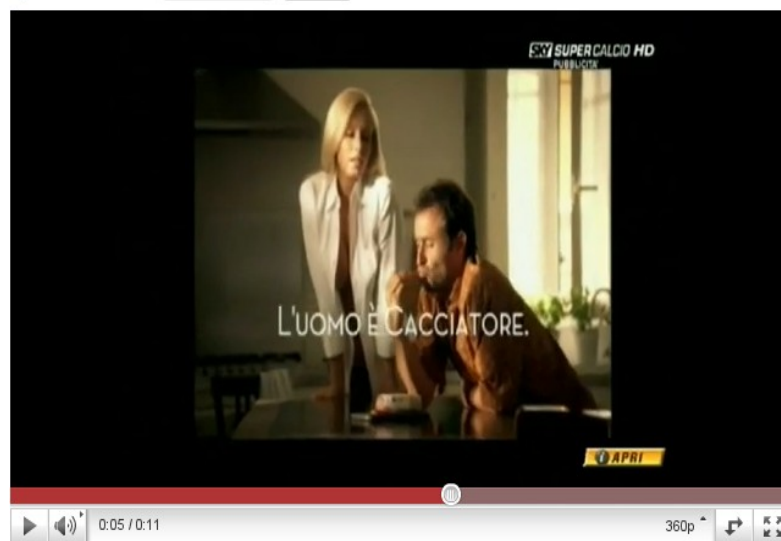 SKY SUPER CALCIO HD
PUBBLICITA'
L'UOMO È CACCIATORE.
i APRI
0:05 / 0:11
360p